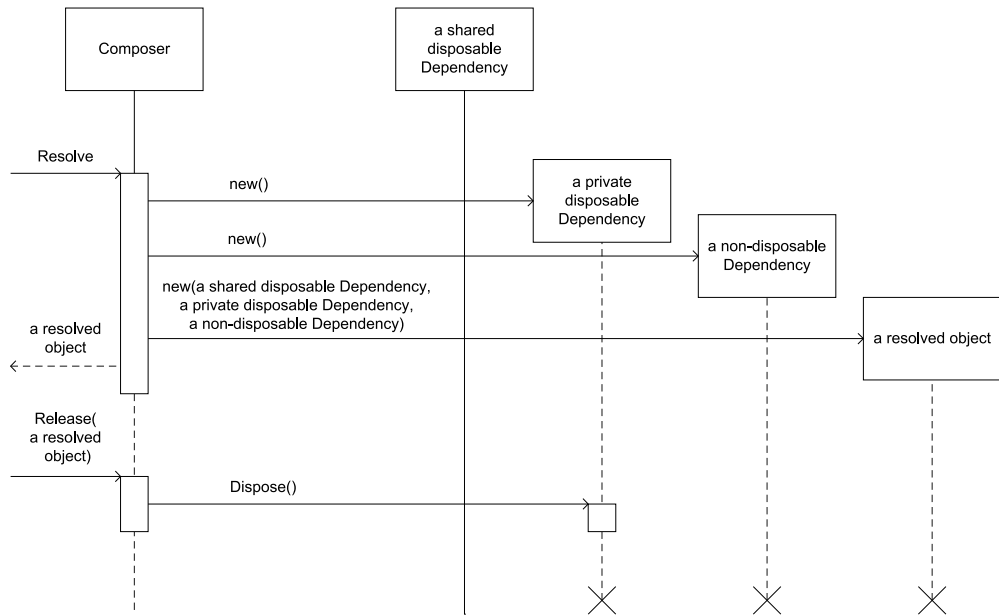 Composer
a shared
disposable
Dependency
Resolve
new()
a private
disposable
Dependency
new()
a non-disposable
Dependency
new(a shared disposable Dependency,
a private disposable Dependency,
a non-disposable Dependency)
a resolved
object
a resolved object
Release(
a resolved
object)
Dispose()